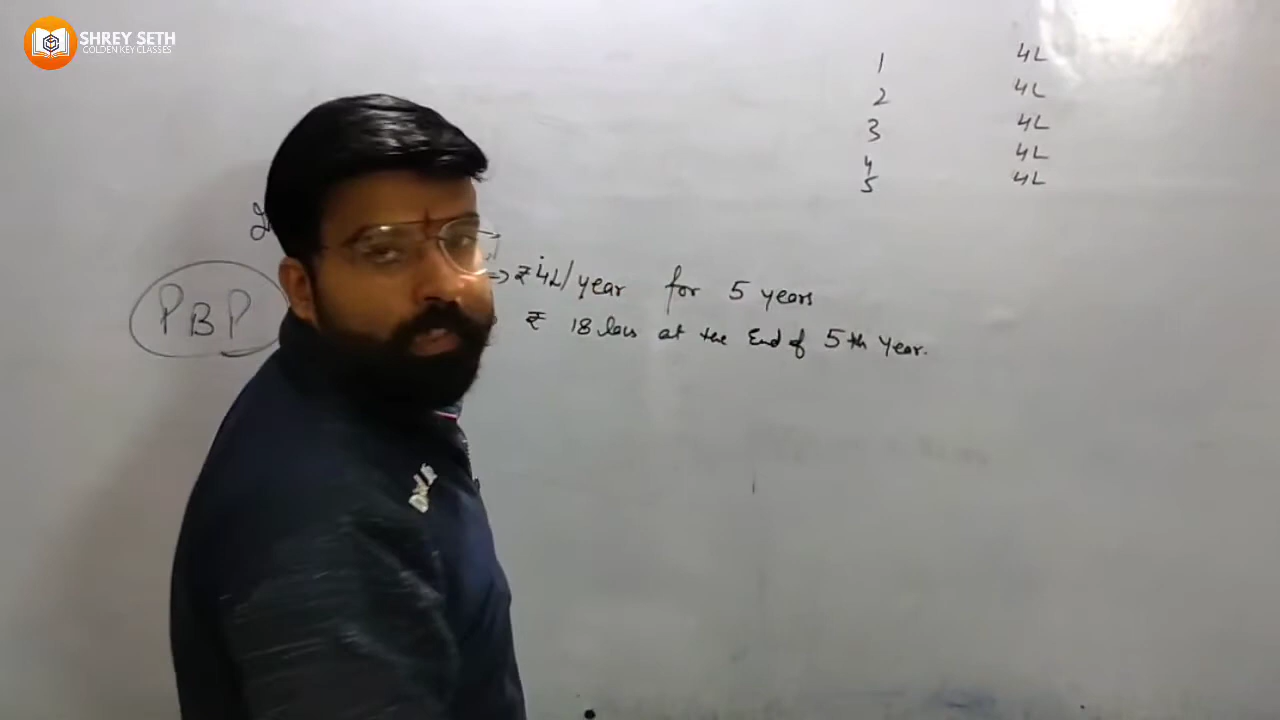 SHREY SETH
GOLDEN KEY CLASSES
1 4L
2 4L
3 4L
4 4L
5 4L
PBP
⇒ ₹ 4L/year for 5 years
₹ 18 lacs at the End of 5th Year.